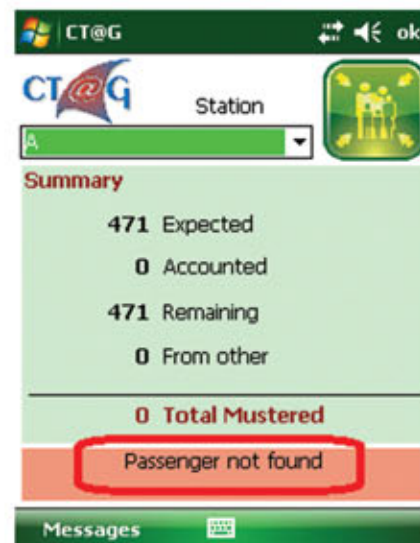 CT@G
ok
CT@G
Station
A
Summary
471 Expected
0 Accounted
471 Remaining
0 From other
0 Total Mustered
Passenger not found
Messages